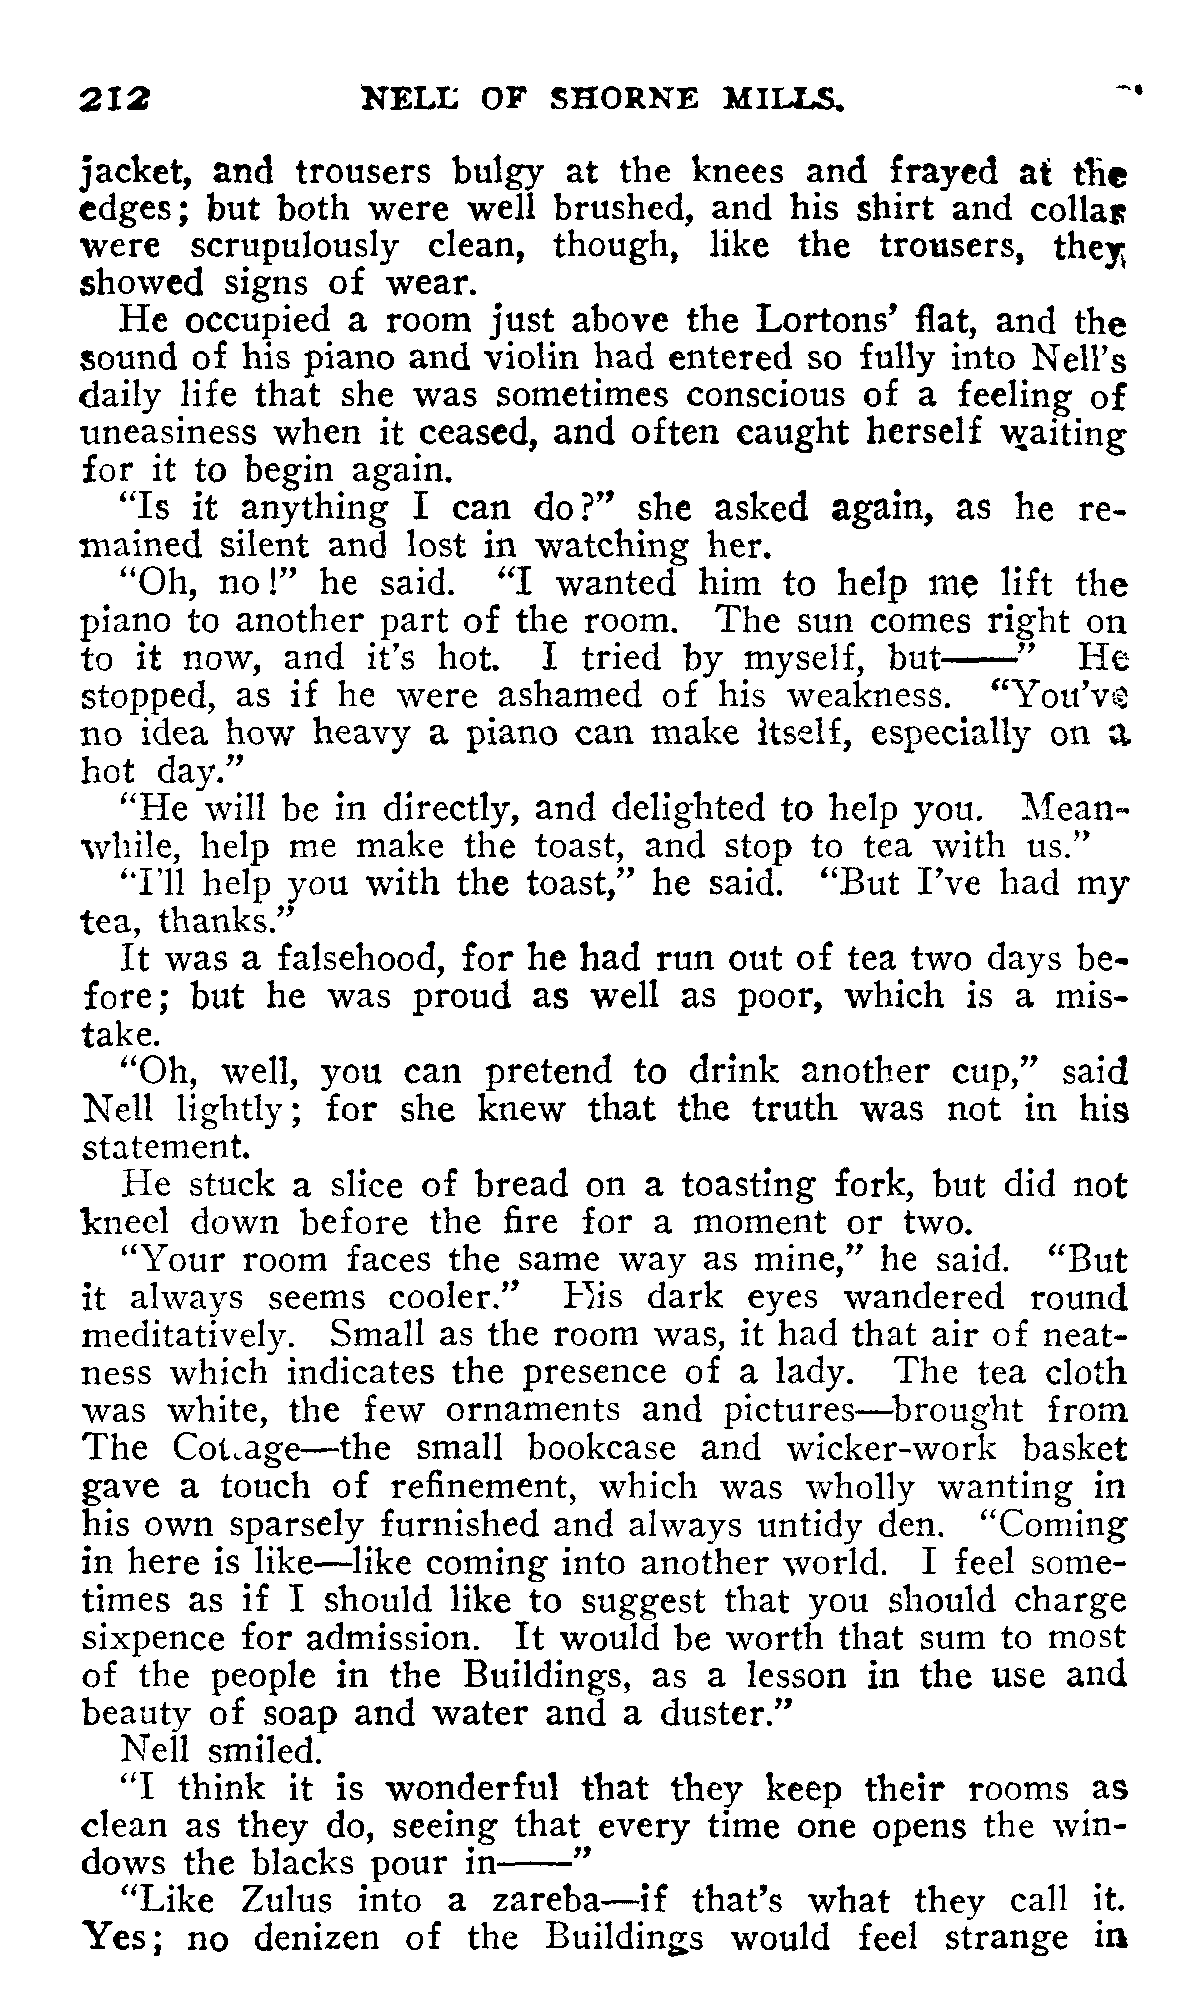 212 NELL OF SHORNE MILLS.
jacket, and trousers bulgy at the knees and frayed at the
edges; but both were well brushed, and his shirt and collar
were scrupulously clean, though, like the trousers, they
showed signs of wear.
He occupied a room just above the Lortons' flat, and the
sound of his piano and violin had entered so fully into Nell's
daily life that she was sometimes conscious of a feeling of
uneasiness when it ceased, and often caught herself waiting
for it to begin again.
"Is it anything I can do?" she asked again, as he re-
mained silent and lost in watching her.
"Oh, no!" he said. "I wanted him to help me lift the
piano to another part of the room. The sun comes right on
to it now, and it's hot. I tried by myself, but——" He
stopped, as if he were ashamed of his weakness. "You've
no idea how heavy a piano can make itself, especially on a
hot day."
"He will be in directly, and delighted to help you. Mean-
while, help me make the toast, and stop to tea with us."
"I'll help you with the toast," he said. "But I've had my
tea, thanks."
It was a falsehood, for he had run out of tea two days be-
fore; but he was proud as well as poor, which is a mis-
take.
"Oh, well, you can pretend to drink another cup," said
Nell lightly; for she knew that the truth was not in his
statement.
He stuck a slice of bread on a toasting fork, but did not
kneel down before the fire for a moment or two.
"Your room faces the same way as mine," he said. "But
it always seems cooler." His dark eyes wandered round
meditatively. Small as the room was, it had that air of neat-
ness which indicates the presence of a lady. The tea cloth
was white, the few ornaments and pictures—brought from
The Cottage—the small bookcase and wicker-work basket
gave a touch of refinement, which was wholly wanting in
his own sparsely furnished and always untidy den. "Coming
in here is like—like coming into another world. I feel some-
times as if I should like to suggest that you should charge
sixpence for admission. It would be worth that sum to most
of the people in the Buildings, as a lesson in the use and
beauty of soap and water and a duster."
Nell smiled.
"I think it is wonderful that they keep their rooms as
clean as they do, seeing that every time one opens the win-
dows the blacks pour in——"
"Like Zulus into a zareba—if that's what they call it.
Yes; no denizen of the Buildings would feel strange in